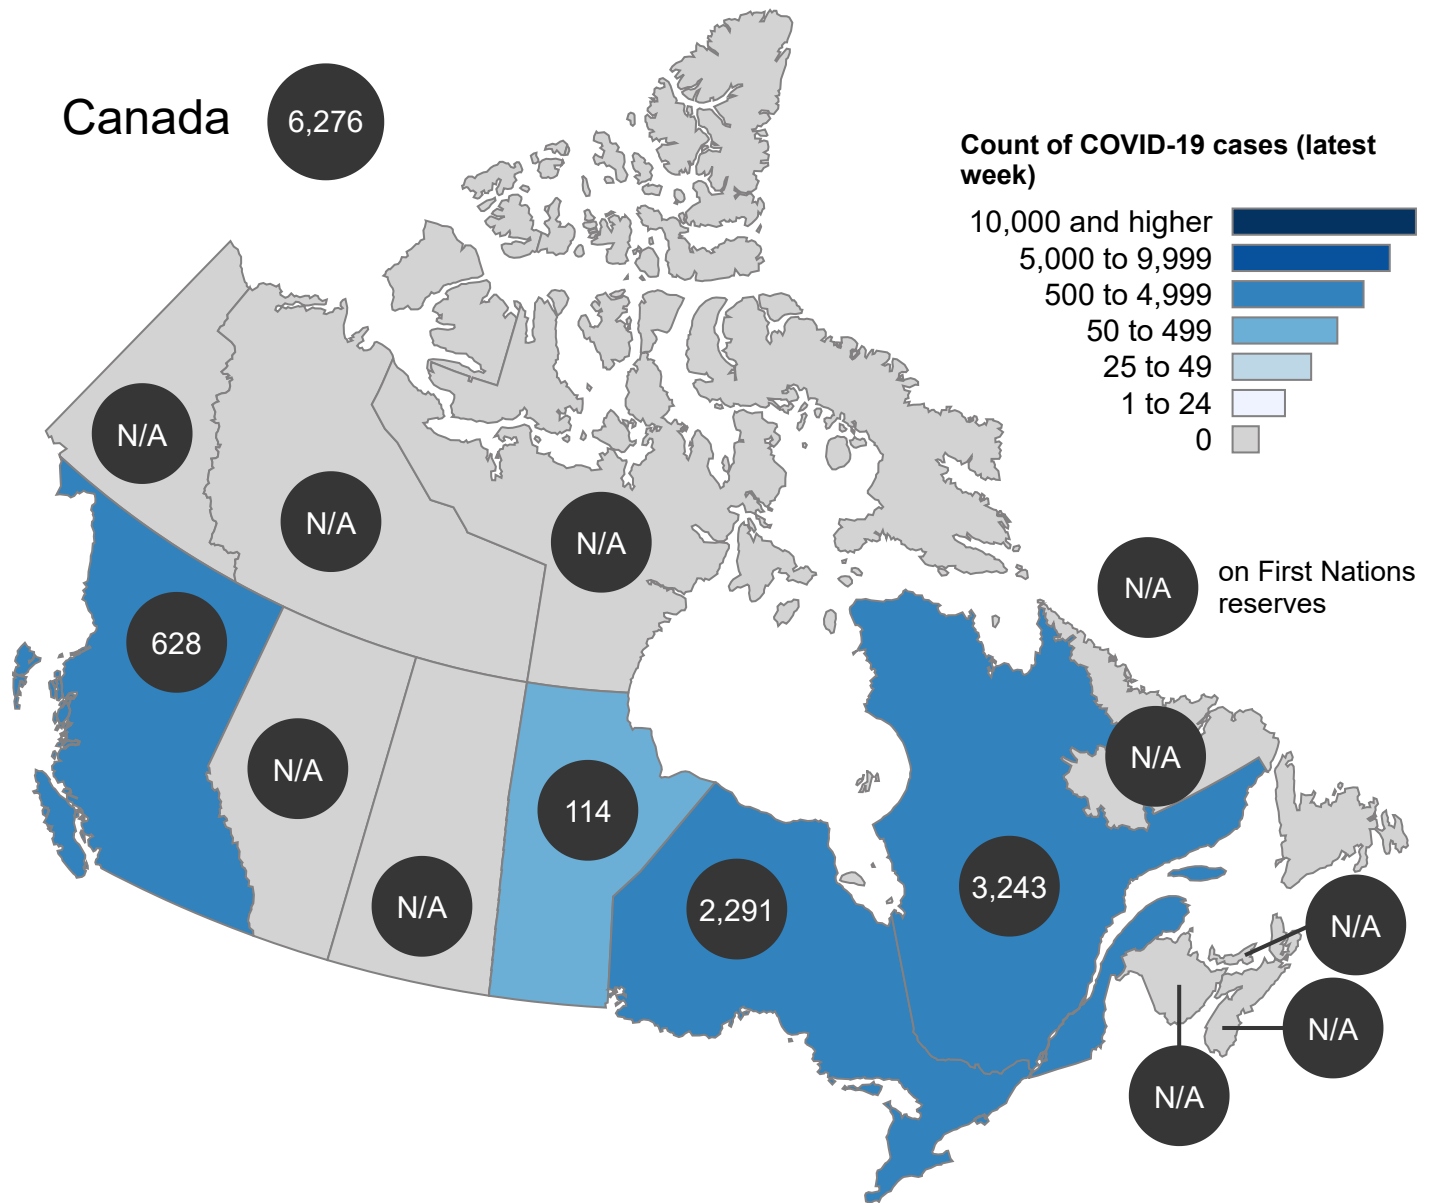 Canada
6,276
Count of COVID-19 cases (latest
week)
10,000 and higher
5,000 to 9,999
500 to 4,999
50 to 499
25 to 49
1 to 24
0
N/A
N/A
N/A
N/A
on First Nations
reserves
628
N/A
N/A
114
N/A
2,291
3,243
N/A
N/A
N/A